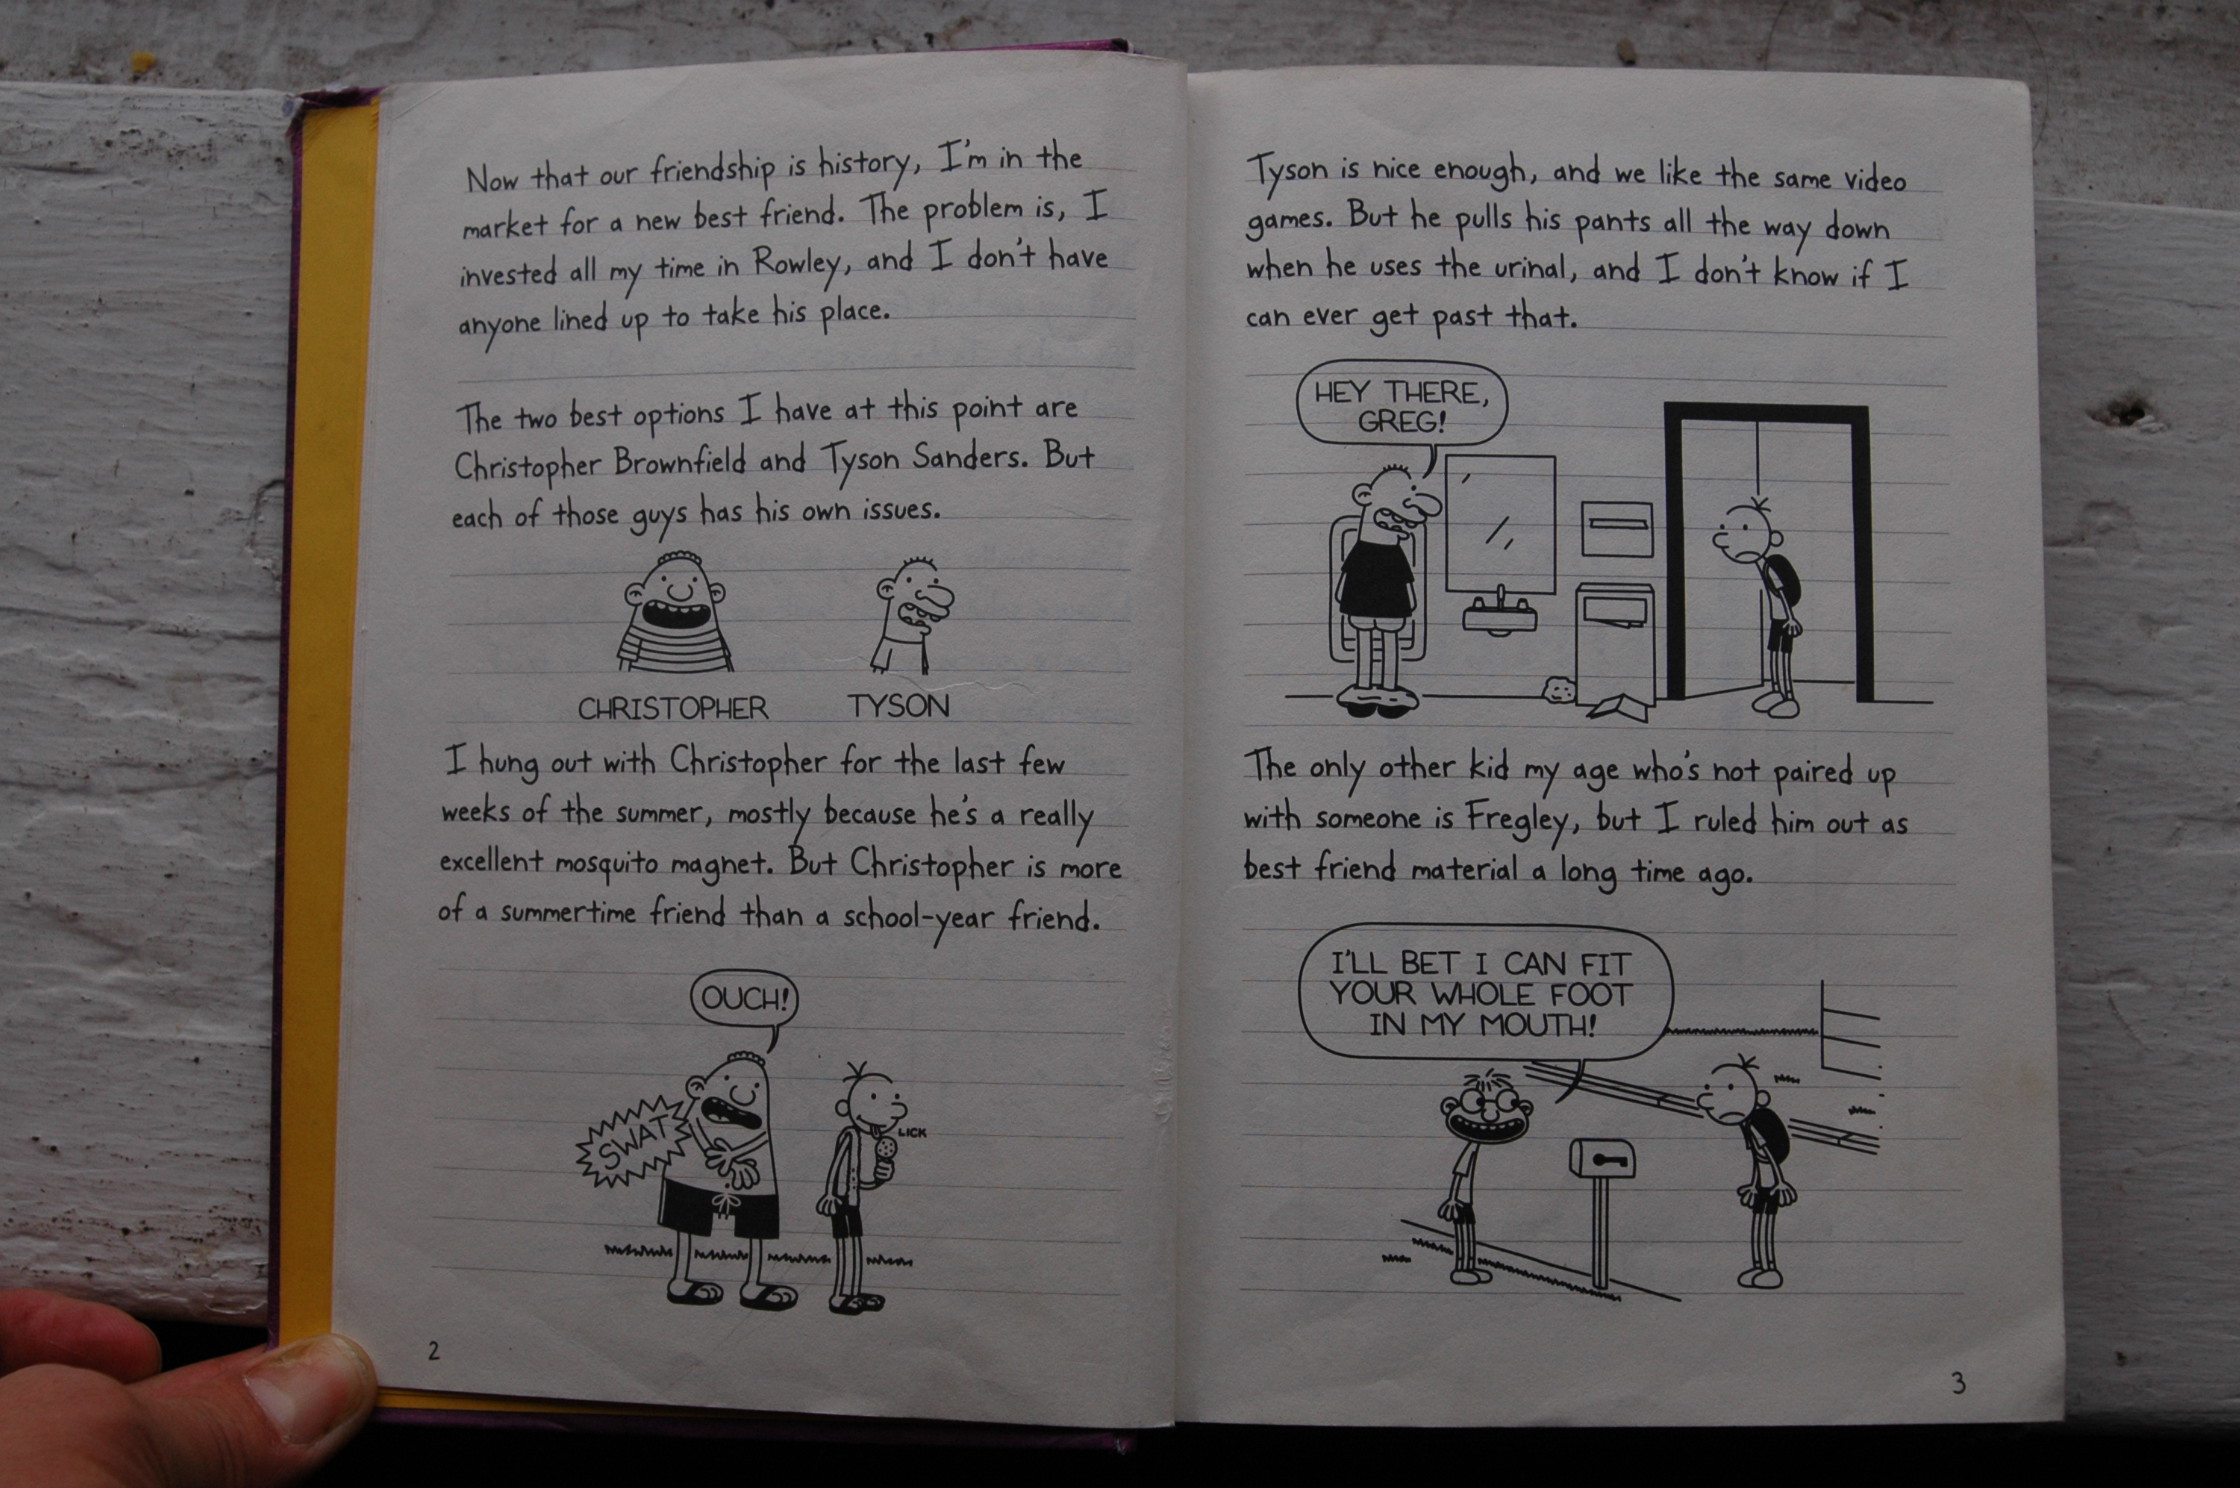 Now that our friendship is history, I'm in the
market for a new best friend. The problem is, I
invested all my time in Rowley, and I don't have
anyone lined up to take his place.
The two best options I have at this point are
Christopher Brownfield and Tyson Sanders. But
each of those guys has his own issues.
CHRISTOPHER
TYSON
I hung out with Christopher for the last few
weeks of the summer, mostly because he's a really
excellent mosquito magnet. But Christopher is more
of a summertime friend than a school-year friend.
OUCH!
SWAT
LICK
2
Tyson is nice enough, and we like the same video
games. But he pulls his pants all the way down
when he uses the urinal, and I don't know if I
can ever get past that.
HEY THERE,
GREG!
The only other kid my age who's not paired up
with someone is Fregley, but I ruled him out as
best friend material a long time ago.
I'LL BET I CAN FIT
YOUR WHOLE FOOT
IN MY MOUTH!
3